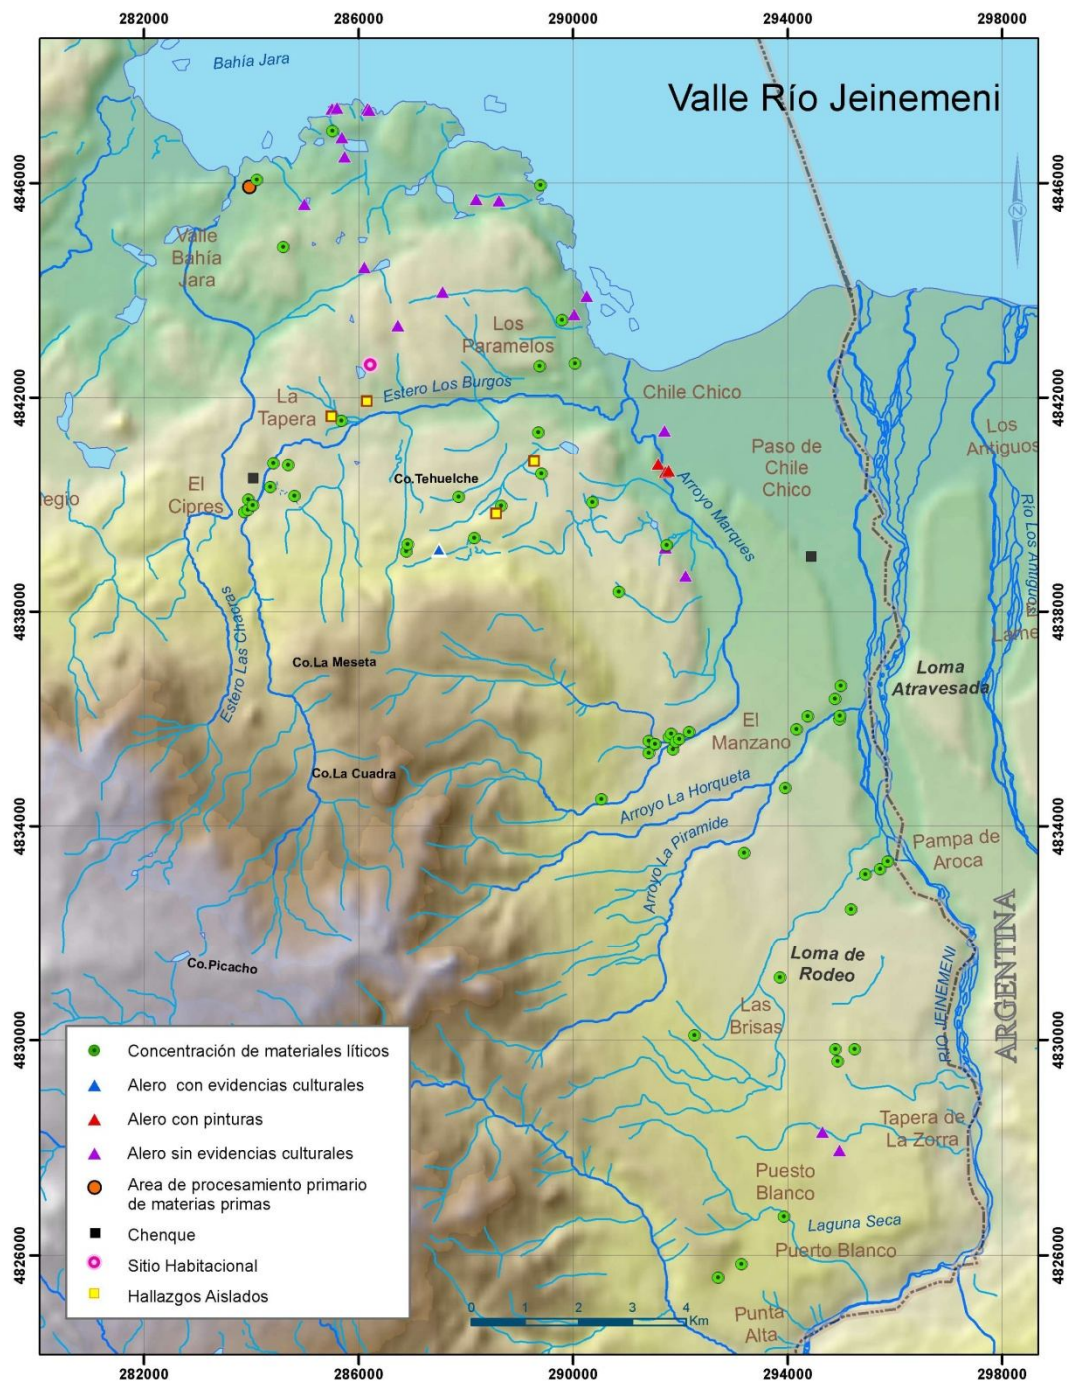 282000
286000
290000
294000
298000
Bahía Jara
Valle Río Jeinemeni
4846000
4846000
Valle
Bahía
Jara
Los
Paramelos
Estero Los Burgos
4842000
4842000
La
Tapera
Chile Chico
Paso de
Chile
Chico
Los
Antiguos
El
Cipres
egio
Co.Tehuelche
Arroyo Marques
Río Los Antiguos
4838000
4838000
Lame
Estero Las Chacras
Co.La Meseta
Loma
Atravesada
El
Manzano
Co.La Cuadra
Arroyo La Horqueta
4834000
4834000
Arroyo La Piramide
Pampa de
Aroca
Co.Picacho
Loma de
Rodeo
Las
Brisas
RIO JEINEMENI
ARGENTINA
4830000
4830000
Tapera de
La Zorra
Puesto
Blanco
Laguna Seca
Puerto Blanco
4826000
4826000
Punta
Alta
Concentración de materiales líticos
Alero con evidencias culturales
Alero con pinturas
Alero sin evidencias culturales
Area de procesamiento primario
de materias primas
Chenque
Sitio Habitacional
Hallazgos Aislados
0 1 2 3 4
Km
N
282000
286000
290000
294000
298000